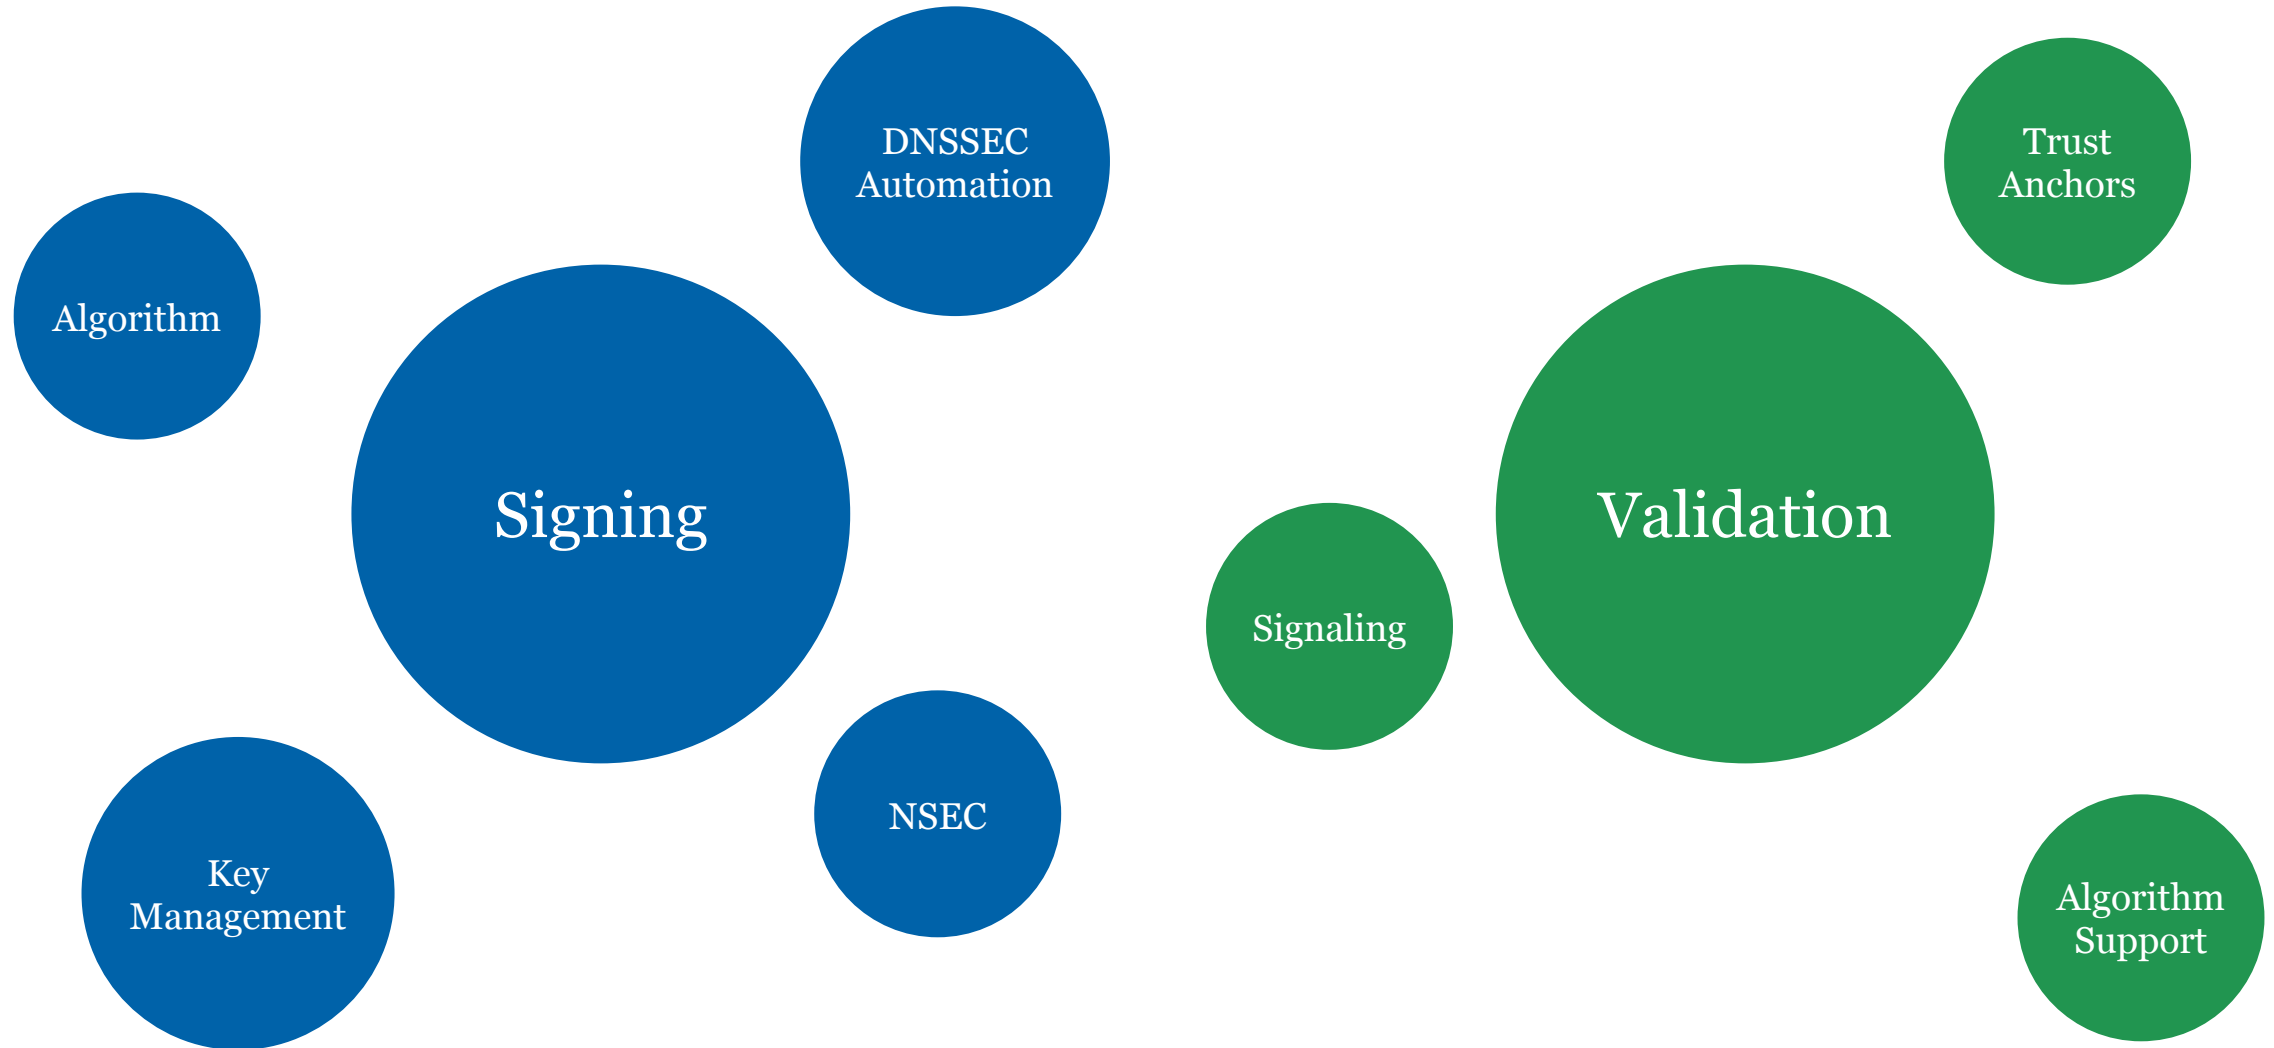 DNSSEC
Automation
Algorithm
Signing
Key
Management
NSEC
Trust
Anchors
Validation
Signaling
Algorithm
Support